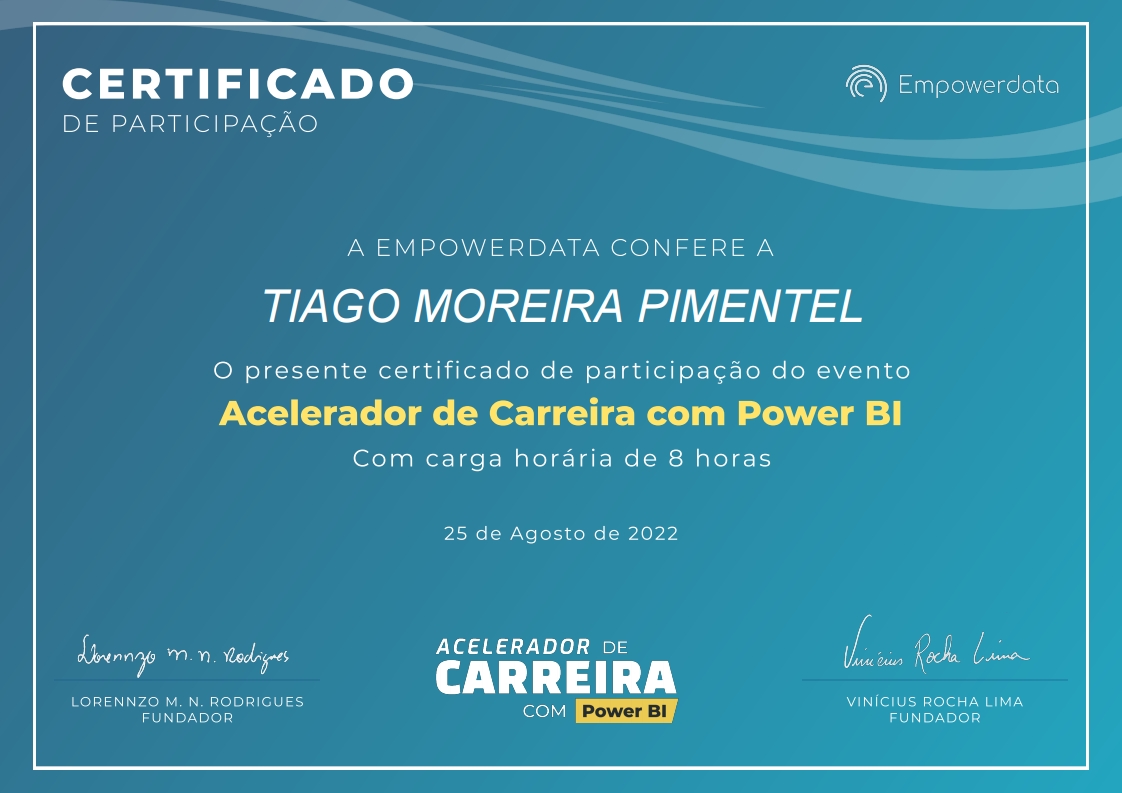 CERTIFICADO
DE PARTICIPAÇÃO
Empowerdata
A EMPOWERDATA CONFERE A
TIAGO MOREIRA PIMENTEL
O presente certificado de participação do evento
Acelerador de Carreira com Power BI
Com carga horária de 8 horas
25 de Agosto de 2022
Lorennzo M. N. Rodrigues
LORENNZO M. N. RODRIGUES
FUNDADOR
ACELERADOR DE
CARREIRA
COM Power BI
Vinícius Rocha Lima
VINÍCIUS ROCHA LIMA
FUNDADOR